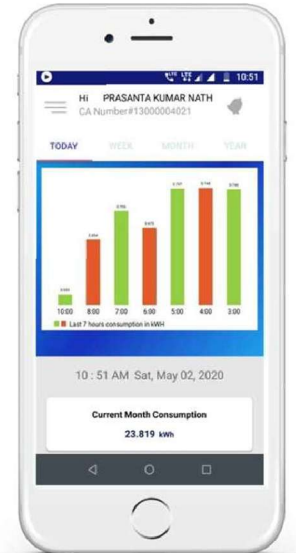 10:51
Hi PRASANTA KUMAR NATH
CA Number#13000004021
TODAY WEEK MONTH YEAR
10:00 8:00 7:00 6:00 5:00 4:00 3:00
Last 7 hours consumption in kWH
10 : 51 AM Sat, May 02, 2020
Current Month Consumption
23.819 kWh